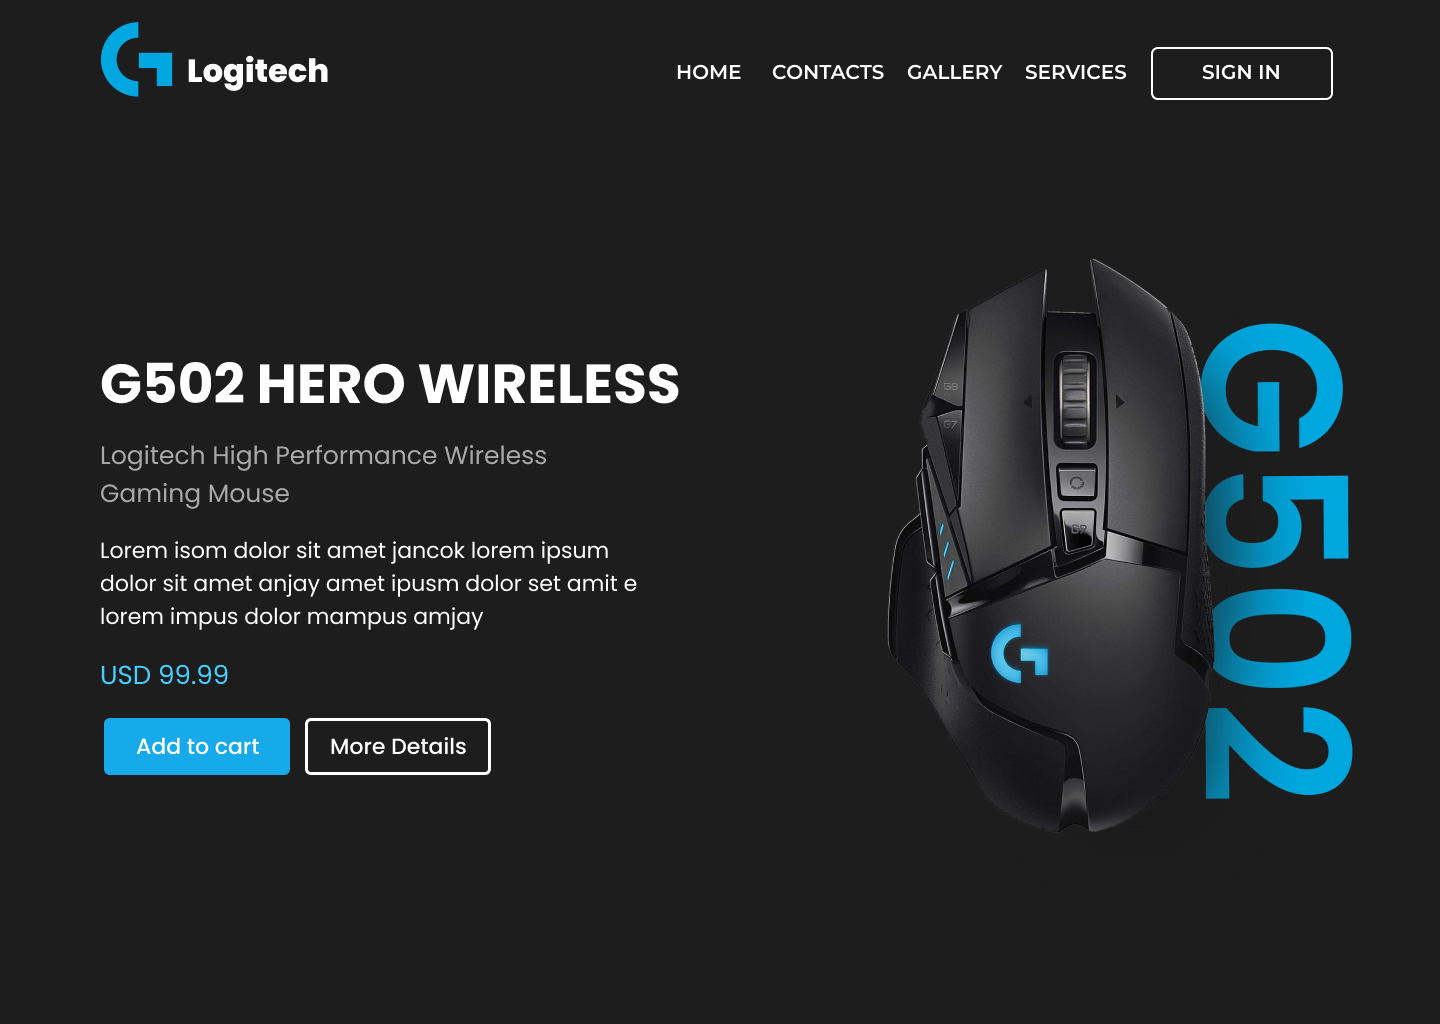 Logitech
HOME CONTACTS GALLERY SERVICES SIGN IN
G502 HERO WIRELESS
Logitech High Performance Wireless
Gaming Mouse
Lorem isom dolor sit amet jancok lorem ipsum
dolor sit amet anjay amet ipusm dolor set amit e
lorem impus dolor mampus amjay
USD 99.99
Add to cart More Details
G8
G7
G9
G502